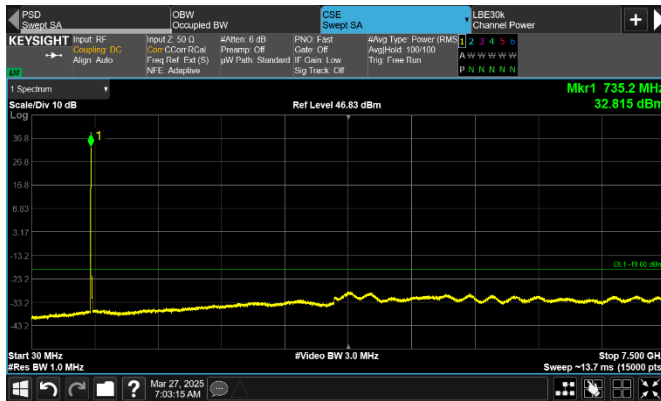 PSD
Swept SA
OBW
Occupied BW
CSE
Swept SA
LBE30k
Channel Power
KEYSIGHT
Input: RF
Coupling: DC
Align: Auto
Input Z: 50 Ω
Corr CCorr RCal
Freq Ref: Ext (S)
NFE: Adaptive
#Atten: 6 dB
Preamp: Off
µW Path: Standard
PNO: Fast
Gate: Off
IF Gain: Low
Sig Track: Off
#Avg Type: Power (RMS
Avg|Hold: 100/100
Trig: Free Run
1 2 3 4 5 6
A W W W W W
P N N N N N
1 Spectrum
Scale/Div 10 dB
Ref Level 46.83 dBm
Mkr1 735.2 MHz
32.815 dBm
Log
36.8
26.8
16.8
6.83
-3.17
-13.2
-23.2
-33.2
-43.2
1
DL1 -19.00 dBm
Start 30 MHz
#Res BW 1.0 MHz
#Video BW 3.0 MHz
Stop 7.500 GH
Sweep ~13.7 ms (15000 pts
Mar 27, 2025
7:03:15 AM